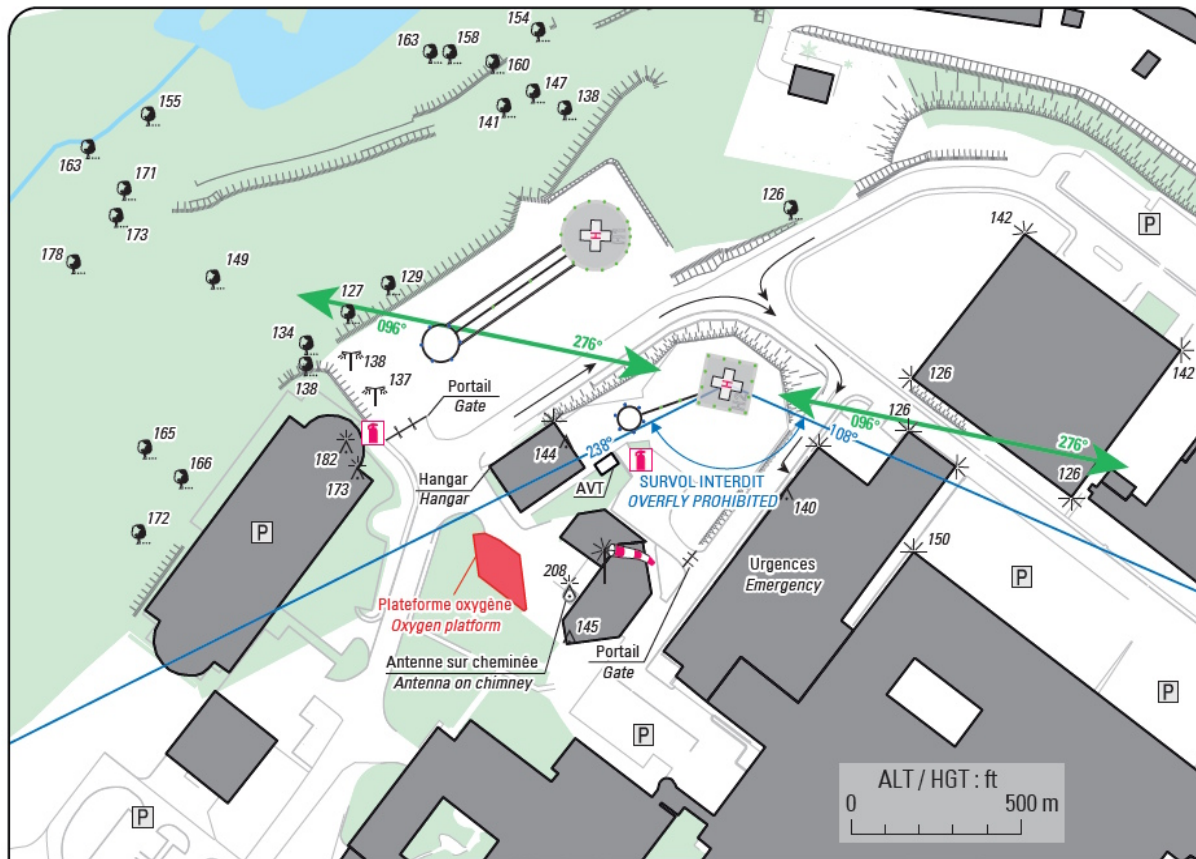 154
163
158
160
155
147
141
138
163
171
126
173
142
P
178
149
129
127
096°
134
276°
138
138
142
137
Portail
Gate
126
126
096°
108°
165
144
238°
276°
182
166
173
Hangar
Hangar
AVT
SURVOL INTERDIT
OVERFLY PROHIBITED
126
140
172
P
150
208
Urgences
Emergency
P
Plateforme oxygène
Oxygen platform
145
Antenne sur cheminée
Antenna on chimney
Portail
Gate
P
P
P
ALT / HGT : ft
0
500 m
H
H